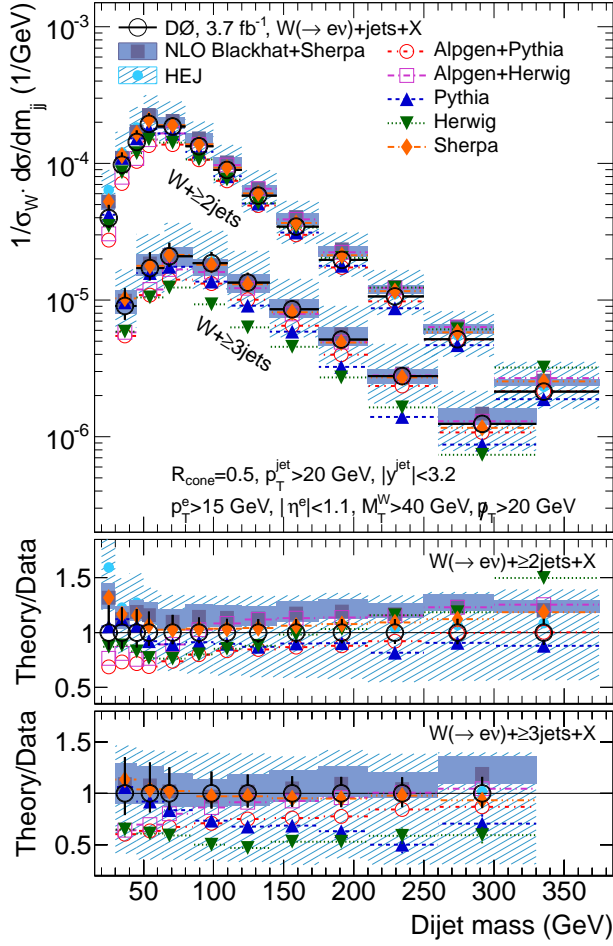 DØ, 3.7 fb⁻¹, W(→ eν)+jets+X
NLO Blackhat+Sherpa
HEJ
Alpgen+Pythia
Alpgen+Herwig
Pythia
Herwig
Sherpa
1/σ_W · dσ/dm_jj (1/GeV)
10⁻³
10⁻⁴
10⁻⁵
10⁻⁶
W+≥2jets
W+≥3jets
R_cone=0.5, p_T^jet>20 GeV, |y^jet|<3.2
p_T^e>15 GeV, |η^e|<1.1, M_T^W>40 GeV, p̸_T>20 GeV
W(→ eν)+≥2jets+X
Theory/Data
1.5
1
0.5
W(→ eν)+≥3jets+X
Theory/Data
1.5
1
0.5
50 100 150 200 250 300 350
Dijet mass (GeV)